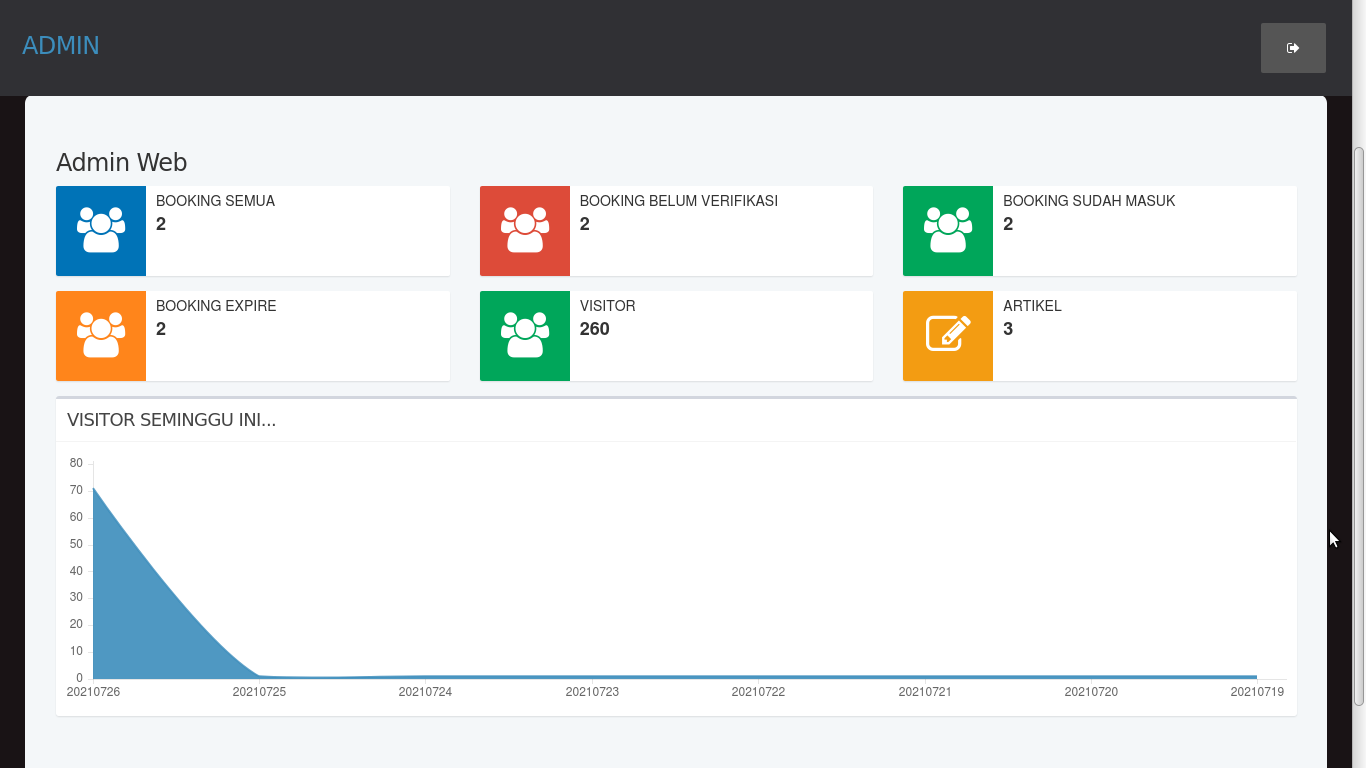 ADMIN
Admin Web
BOOKING SEMUA
2
BOOKING BELUM VERIFIKASI
2
BOOKING SUDAH MASUK
2
BOOKING EXPIRE
2
VISITOR
260
ARTIKEL
3
VISITOR SEMINGGU INI...
80
70
60
50
40
30
20
10
0
20210726 20210725 20210724 20210723 20210722 20210721 20210720 20210719